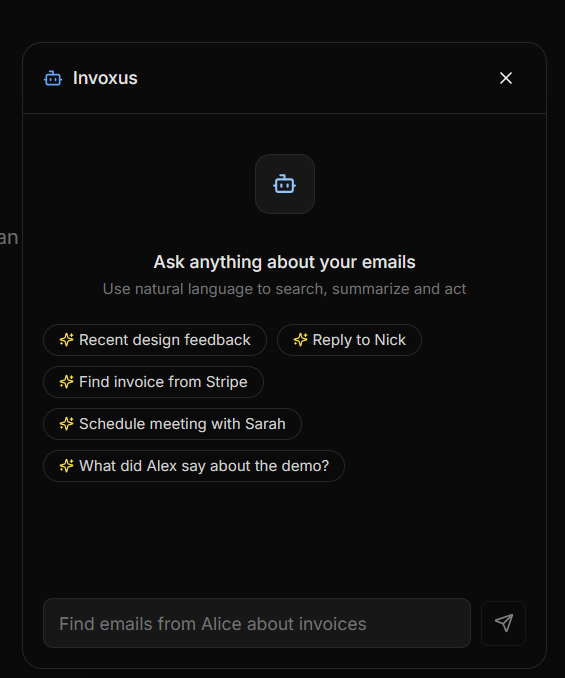 Invoxus
an
Ask anything about your emails
Use natural language to search, summarize and act
Recent design feedback
Reply to Nick
Find invoice from Stripe
Schedule meeting with Sarah
What did Alex say about the demo?
Find emails from Alice about invoices